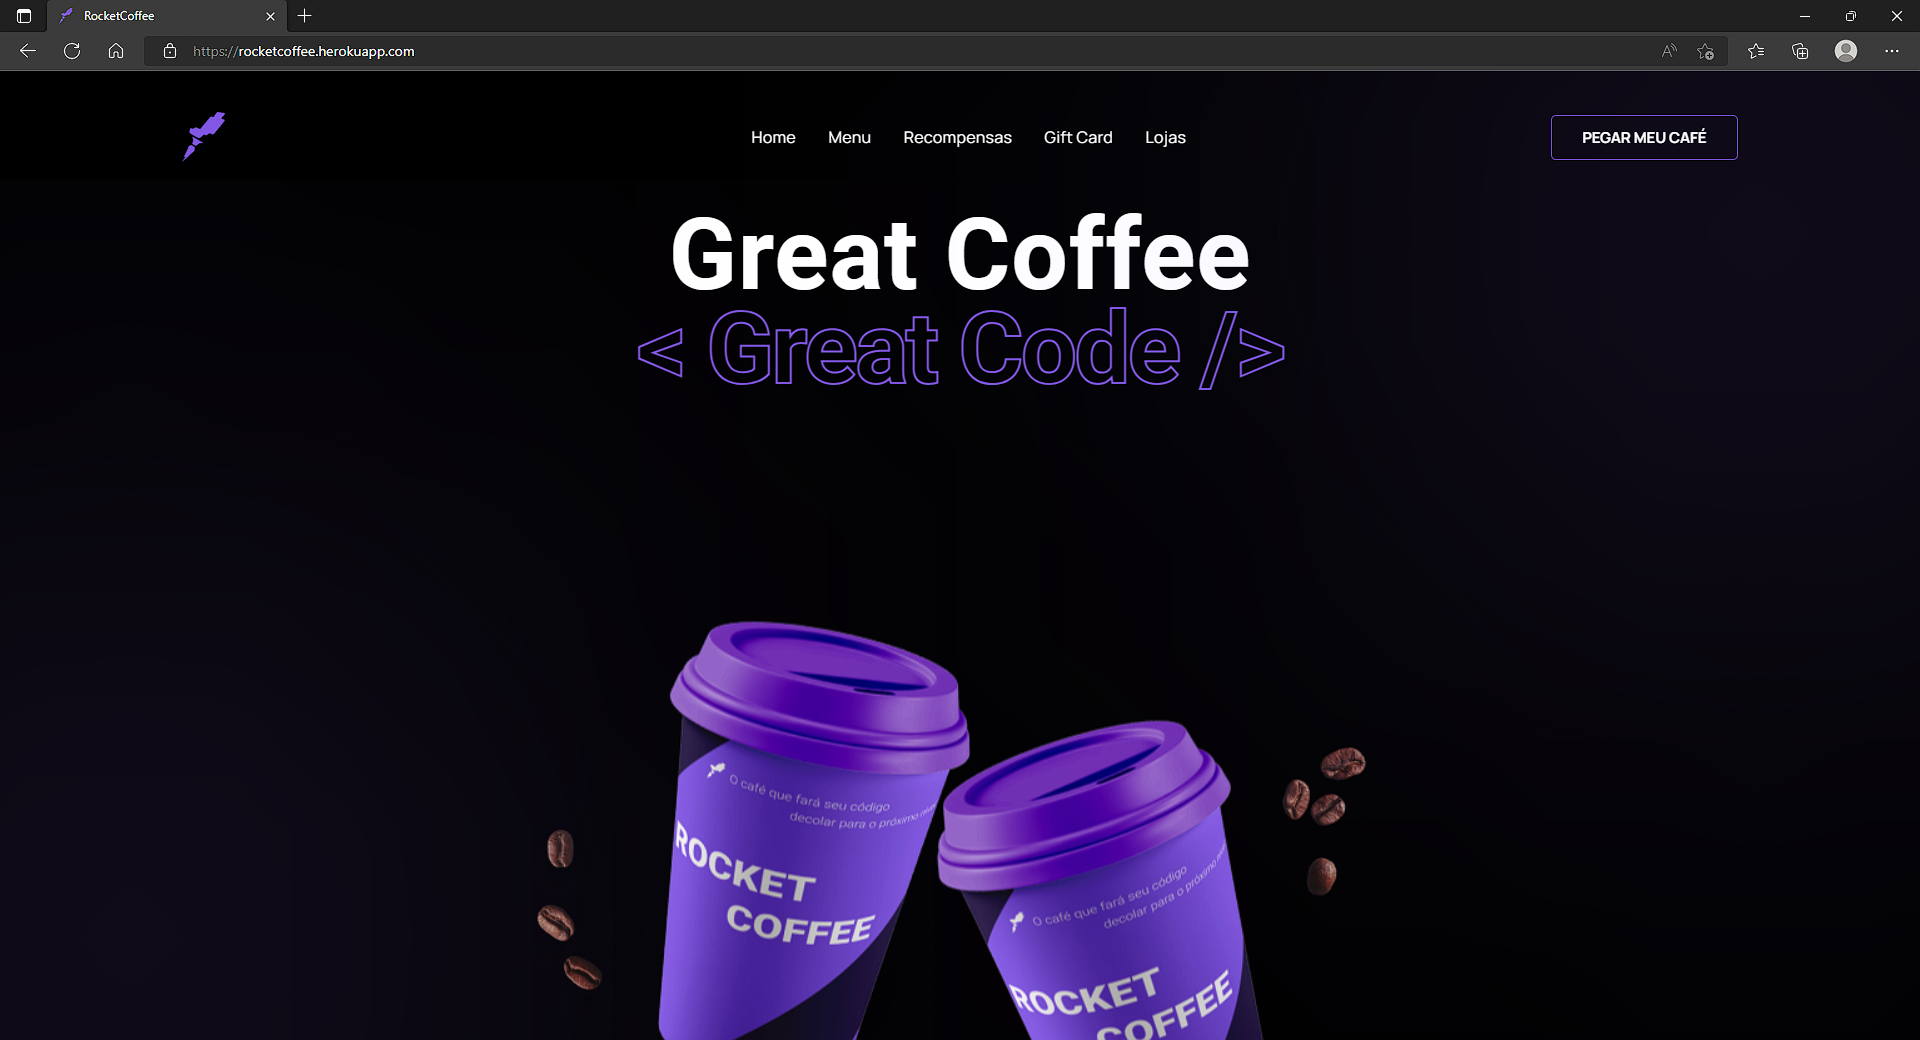 RocketCoffee
https://rocketcoffee.herokuapp.com
Home Menu Recompensas Gift Card Lojas
PEGAR MEU CAFÉ
Great Coffee
< Great Code />
O café que fará seu código
decolar para o próximo
ROCKET
COFFEE
O café que fará seu código
decolar para o próximo
ROCKET
COFFEE